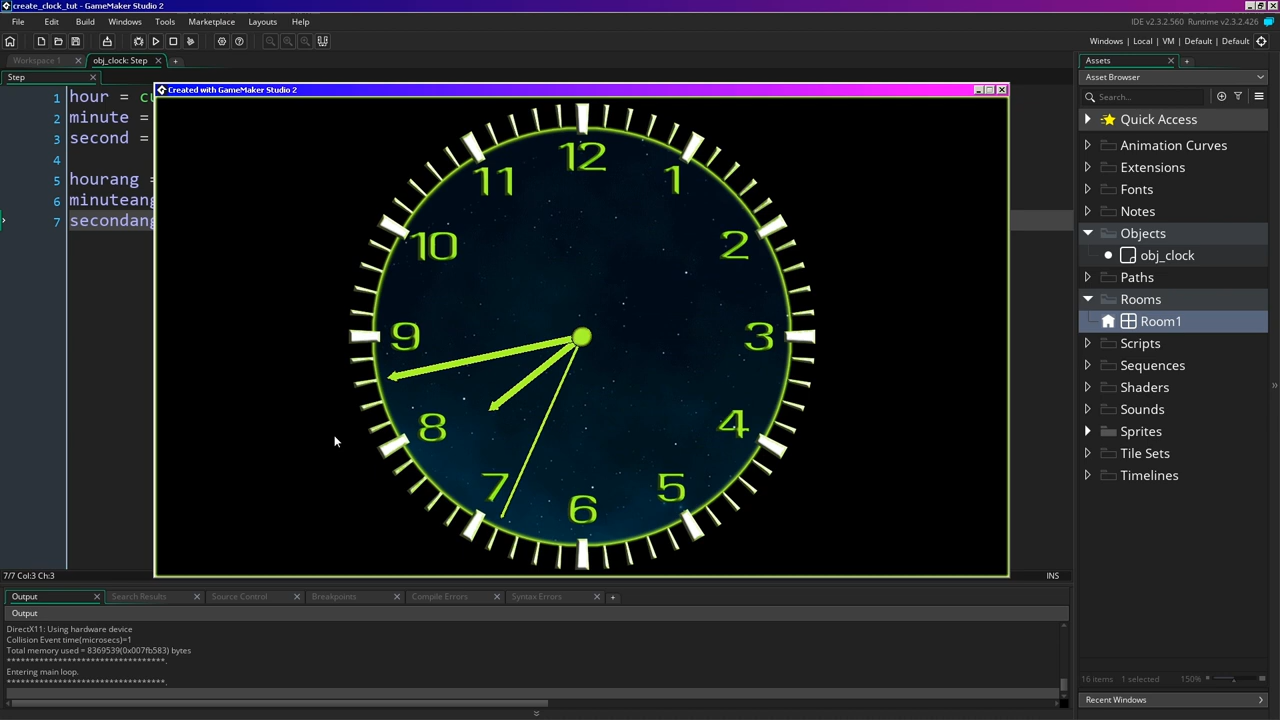 create_clock_tut - GameMaker Studio 2
File Edit Build Windows Tools Marketplace Layouts Help
IDE v2.3.2.560 Runtime v2.3.2.426
Windows | Local | VM | Default | Default
Workspace 1
obj_clock: Step
Step
1 hour = cu
2 minute =
3 second =
4
5 hourang =
6 minuteang
7 secondang
Created with GameMaker Studio 2
12
11 1
10 2
9 3
8 4
7 5
6
7/7 Col:3 Ch:3
INS
Assets
Asset Browser
Search...
Quick Access
Animation Curves
Extensions
Fonts
Notes
Objects
obj_clock
Paths
Rooms
Room1
Scripts
Sequences
Shaders
Sounds
Sprites
Tile Sets
Timelines
16 items 1 selected 150%
Recent Windows
Output Search Results Source Control Breakpoints Compile Errors Syntax Errors
Output
DirectX11: Using hardware device
Collision Event time(microsecs)=1
Total memory used = 8369539(0x007fb583) bytes
**********************************.
Entering main loop.
**********************************.